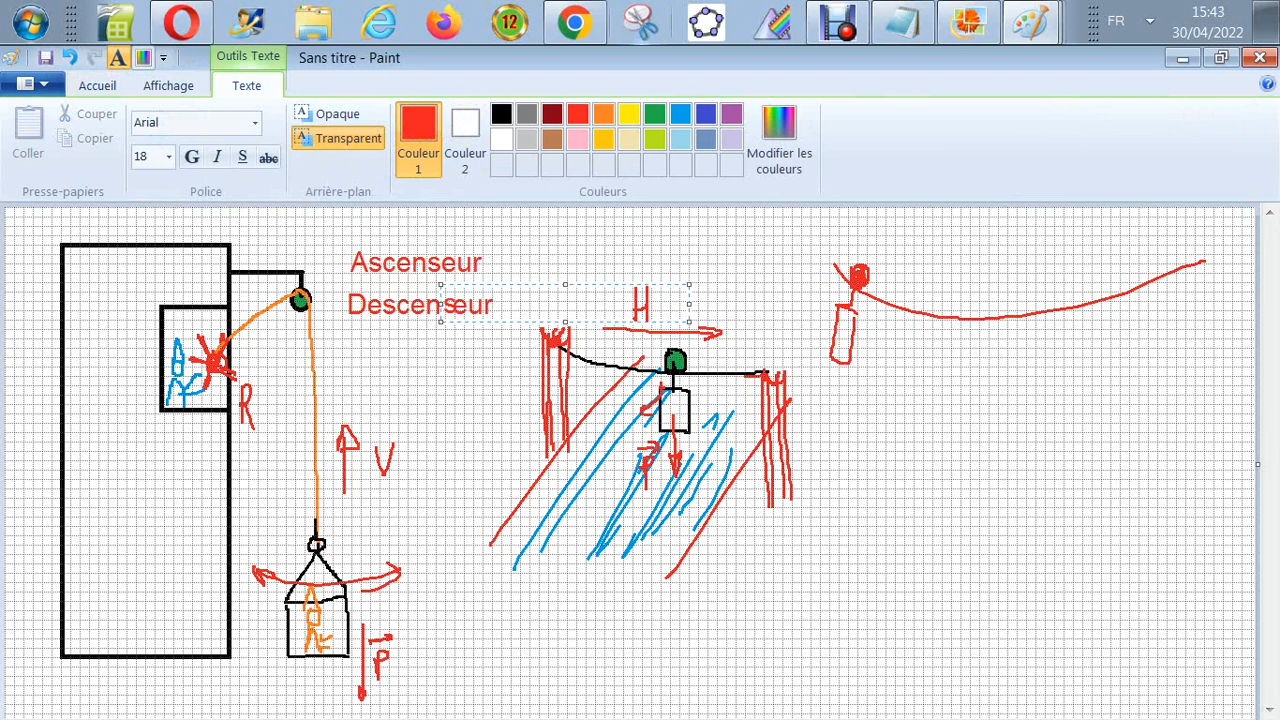 12
FR
15:43
30/04/2022
Outils Texte
Sans titre - Paint
Accueil
Affichage
Texte
Coller
Couper
Copier
Presse-papiers
Arial
18
G I S abc
Police
Opaque
Transparent
Arrière-plan
Couleur 1
Couleur 2
Modifier les couleurs
Couleurs
Ascenseur
Descenseur
H
R
V
P
P